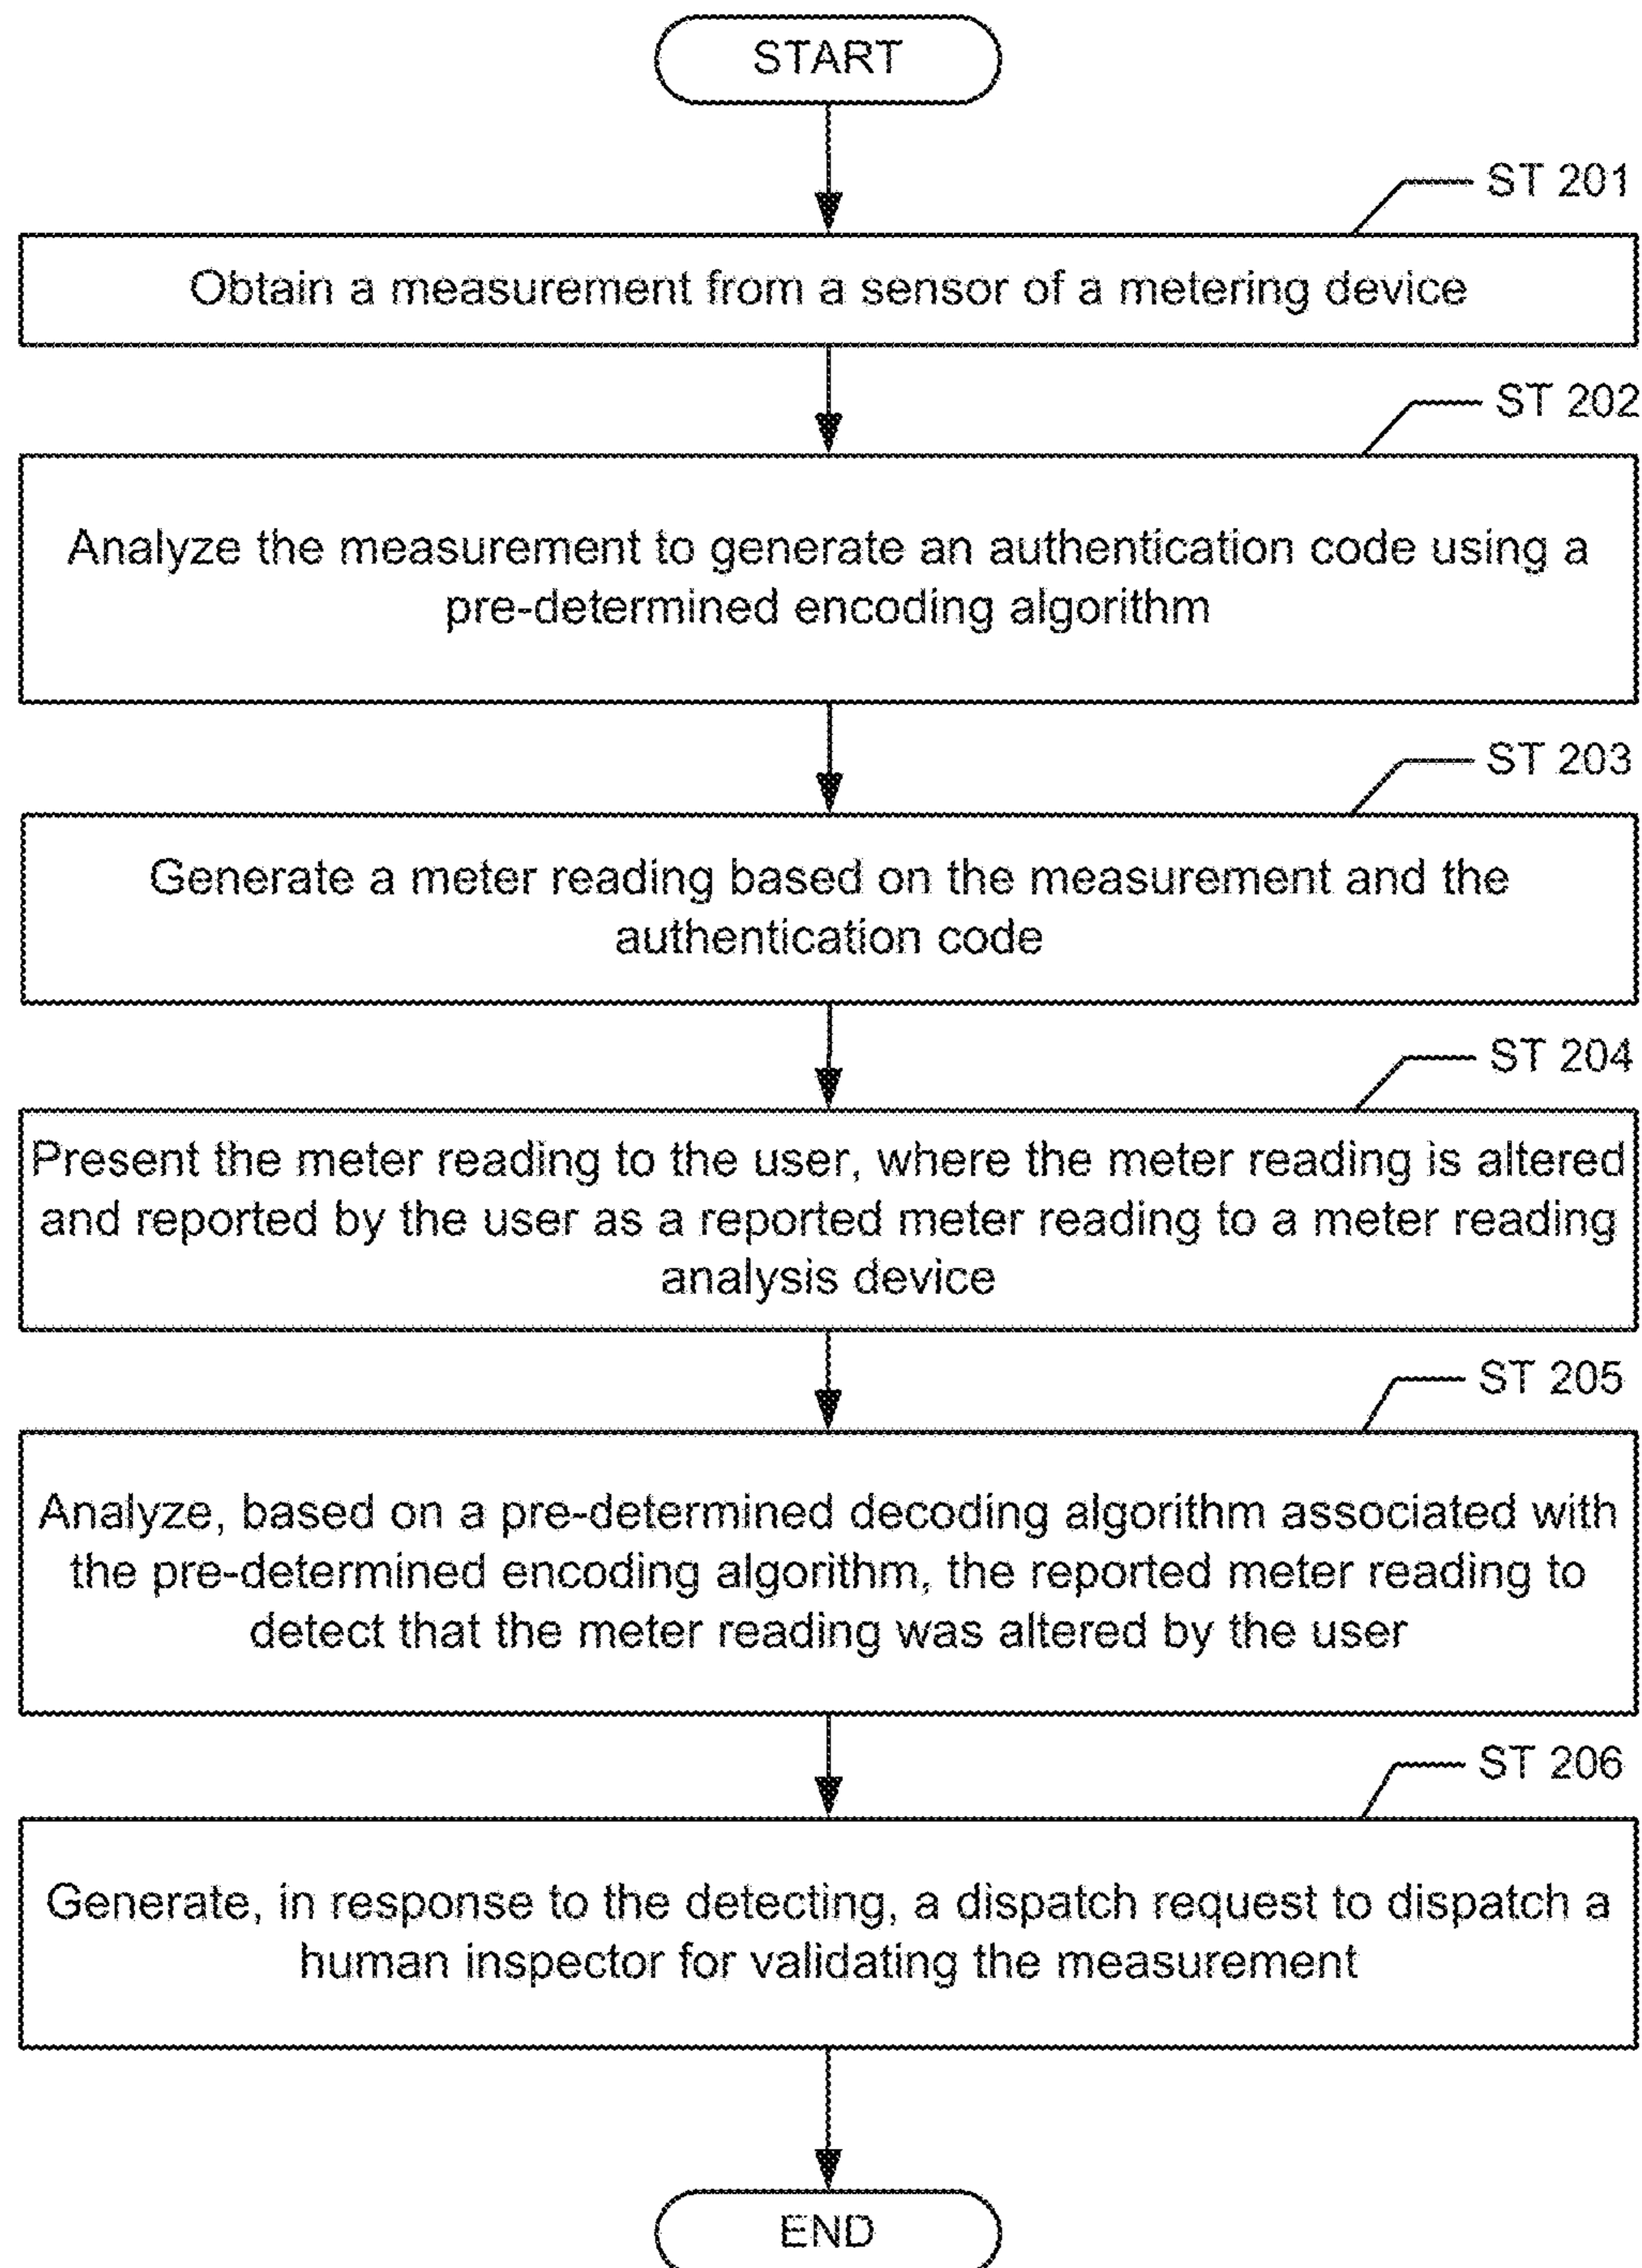 START
ST 201
Obtain a measurement from a sensor of a metering device
ST 202
Analyze the measurement to generate an authentication code using a
pre-determined encoding algorithm
ST 203
Generate a meter reading based on the measurement and the
authentication code
ST 204
Present the meter reading to the user, where the meter reading is altered
and reported by the user as a reported meter reading to a meter reading
analysis device
ST 205
Analyze, based on a pre-determined decoding algorithm associated with
the pre-determined encoding algorithm, the reported meter reading to
detect that the meter reading was altered by the user
ST 206
Generate, in response to the detecting, a dispatch request to dispatch a
human inspector for validating the measurement
END